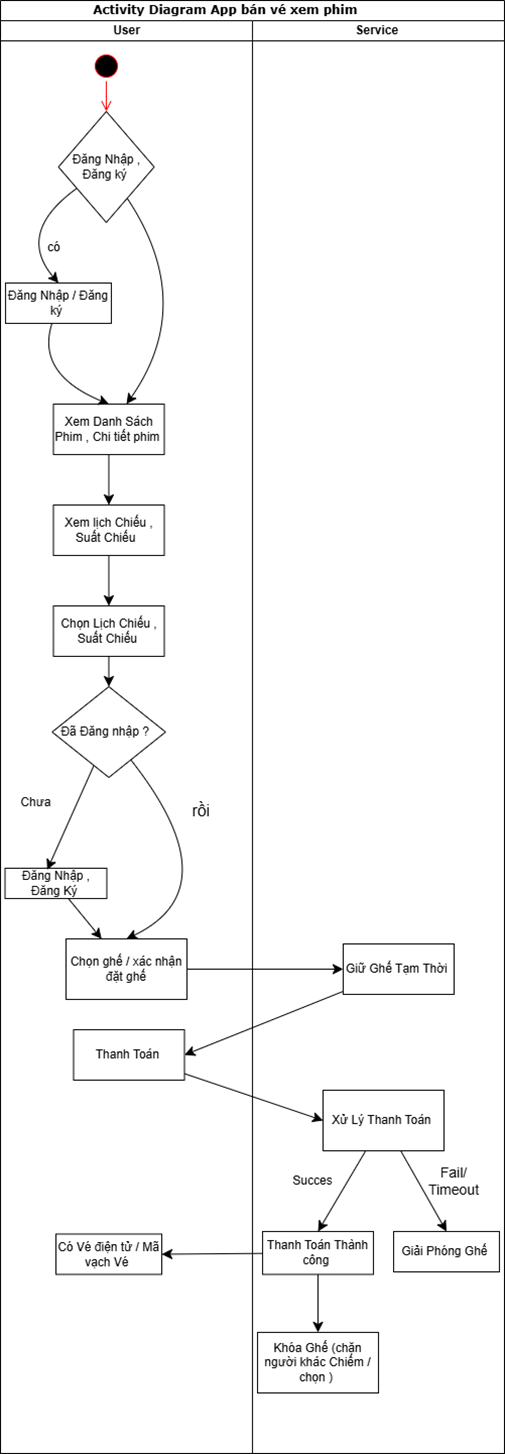 Activity Diagram App bán vé xem phim
User
Service
Đăng Nhập ,
Đăng ký
có
Đăng Nhập / Đăng
ký
Xem Danh Sách
Phim , Chi tiết phim
Xem lịch Chiếu ,
Suất Chiếu
Chọn Lịch Chiếu ,
Suất Chiếu
Đã Đăng nhập ?
Chưa
rồi
Đăng Nhập ,
Đăng Ký
Chọn ghế / xác nhận
đặt ghế
Giữ Ghế Tạm Thời
Thanh Toán
Xử Lý Thanh Toán
Succes
Fail/
Timeout
Có Vé điện tử / Mã
vạch Vé
Thanh Toán Thành
công
Giải Phóng Ghế
Khóa Ghế (chặn
người khác Chiếm /
chọn )